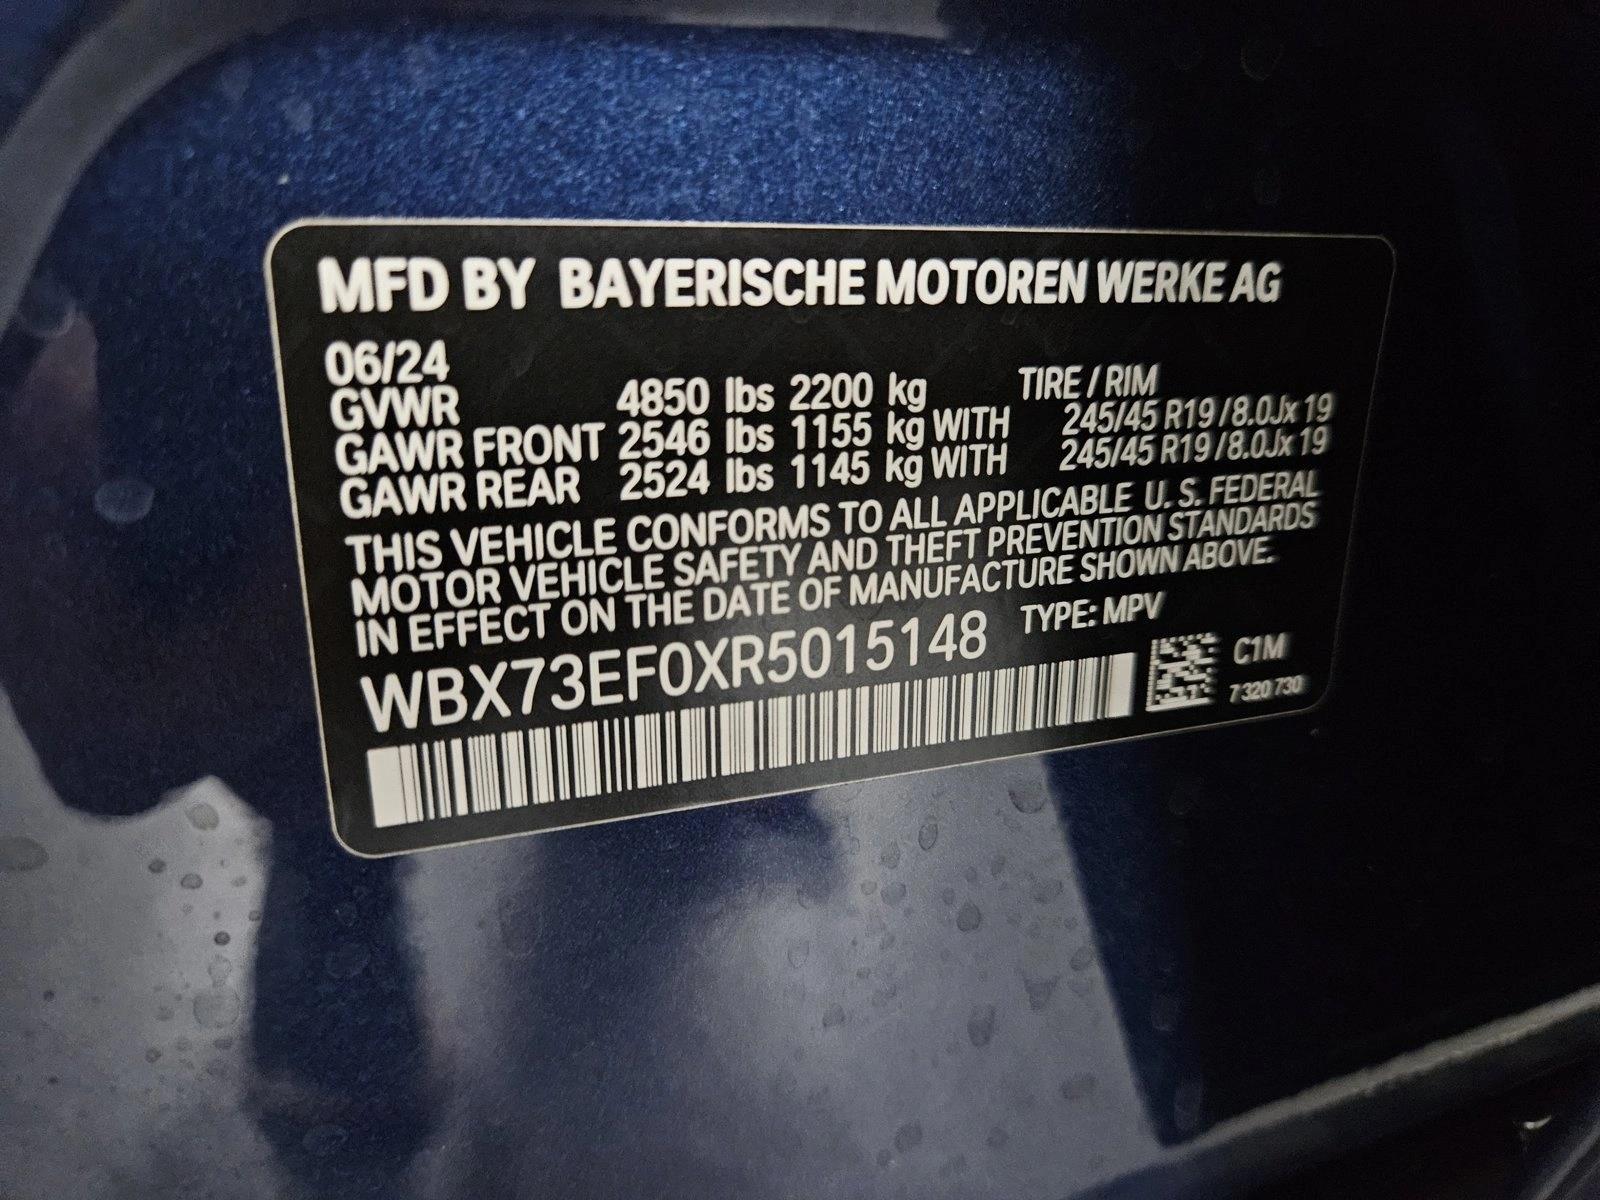 MFD BY BAYERISCHE MOTOREN WERKE AG
06/24
GVWR 4850 lbs 2200 kg TIRE / RIM
GAWR FRONT 2546 lbs 1155 kg WITH 245/45 R19 / 8.0Jx 19
GAWR REAR 2524 lbs 1145 kg WITH 245/45 R19 / 8.0Jx 19
THIS VEHICLE CONFORMS TO ALL APPLICABLE U. S. FEDERAL
MOTOR VEHICLE SAFETY AND THEFT PREVENTION STANDARDS
IN EFFECT ON THE DATE OF MANUFACTURE SHOWN ABOVE.
WBX73EF0XR5015148 TYPE: MPV
C1M
7 320 730